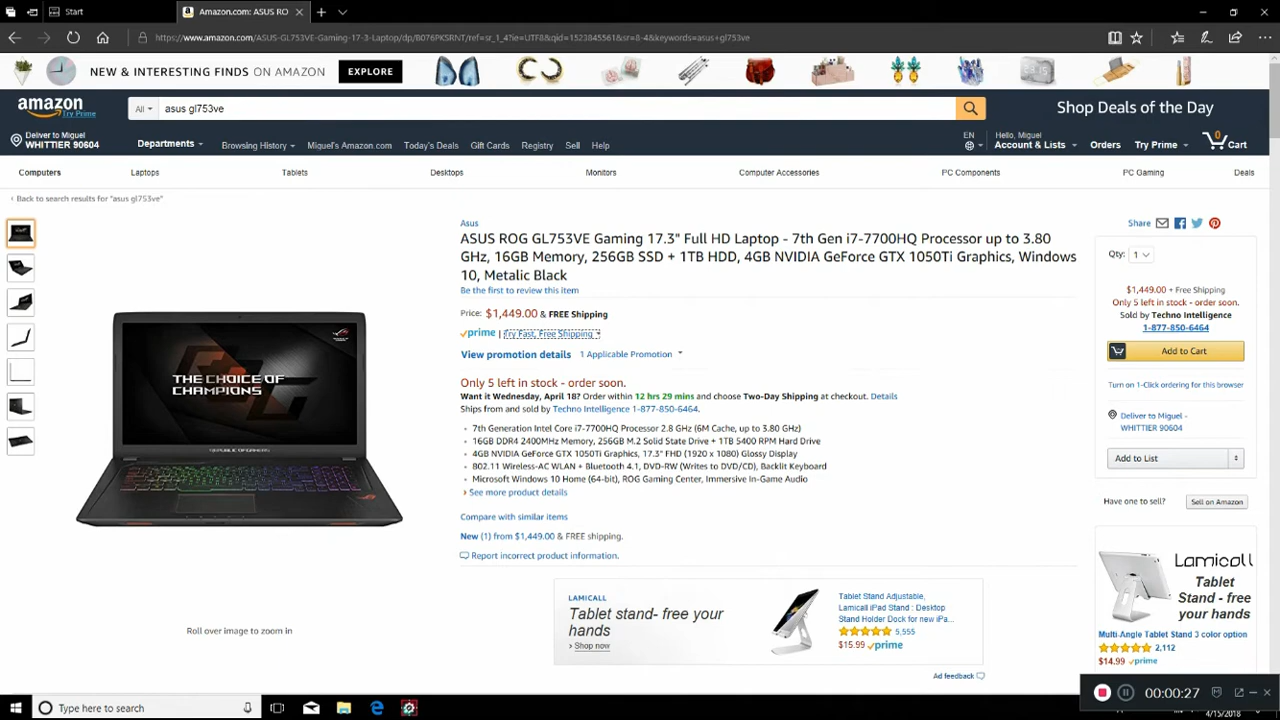 Start
Amazon.com: ASUS RO
https://www.amazon.com/ASUS-GL753VE-Gaming-17-3-Laptop/dp/B076PKSRNT/ref=sr_1_4?ie=UTF8&qid=1523845561&sr=8-4&keywords=asus+gl753ve
NEW & INTERESTING FINDS ON AMAZON
EXPLORE
amazon
Try Prime
All
asus gl753ve
Shop Deals of the Day
Deliver to Miguel
WHITTIER 90604
Departments
Browsing History
Miguel's Amazon.com
Today's Deals
Gift Cards
Registry
Sell
Help
EN
Hello, Miguel
Account & Lists
Orders
Try Prime
0
Cart
Computers
Laptops
Tablets
Desktops
Monitors
Computer Accessories
PC Components
PC Gaming
Deals
‹ Back to search results for "asus gl753ve"
Asus
ASUS ROG GL753VE Gaming 17.3" Full HD Laptop - 7th Gen i7-7700HQ Processor up to 3.80
GHz, 16GB Memory, 256GB SSD + 1TB HDD, 4GB NVIDIA GeForce GTX 1050Ti Graphics, Windows
10, Metalic Black
Be the first to review this item
Price: $1,449.00 & FREE Shipping
prime | Try Fast, Free Shipping
View promotion details 1 Applicable Promotion
Only 5 left in stock - order soon.
Want it Wednesday, April 18? Order within 12 hrs 29 mins and choose Two-Day Shipping at checkout. Details
Ships from and sold by Techno Intelligence 1-877-850-6464.
7th Generation Intel Core i7-7700HQ Processor 2.8 GHz (6M Cache, up to 3.80 GHz)
16GB DDR4 2400MHz Memory, 256GB M.2 Solid State Drive + 1TB 5400 RPM Hard Drive
4GB NVIDIA GeForce GTX 1050Ti Graphics, 17.3" FHD (1920 x 1080) Glossy Display
802.11 Wireless-AC WLAN + Bluetooth 4.1, DVD-RW (Writes to DVD/CD), Backlit Keyboard
Microsoft Windows 10 Home (64-bit), ROG Gaming Center, Immersive In-Game Audio
› See more product details
Compare with similar items
New (1) from $1,449.00 & FREE shipping.
Report incorrect product information.
THE CHOICE OF
CHAMPIONS
REPUBLIC OF GAMERS
Roll over image to zoom in
Share
Qty: 1
$1,449.00 + Free Shipping
Only 5 left in stock - order soon.
Sold by Techno Intelligence
1-877-850-6464
Add to Cart
Turn on 1-Click ordering for this browser
Deliver to Miguel -
WHITTIER 90604
Add to List
Have one to sell?
Sell on Amazon
LAMICALL
Tablet stand- free your
hands
› Shop now
Tablet Stand Adjustable,
Lamicall iPad Stand : Desktop
Stand Holder Dock for new iPa...
5,555
$15.99 prime
Ad feedback
Lamicall
Tablet
Stand - free
your hands
Multi-Angle Tablet Stand 3 color option
2,112
$14.99 prime
Type here to search
00:00:27
4/15/2018